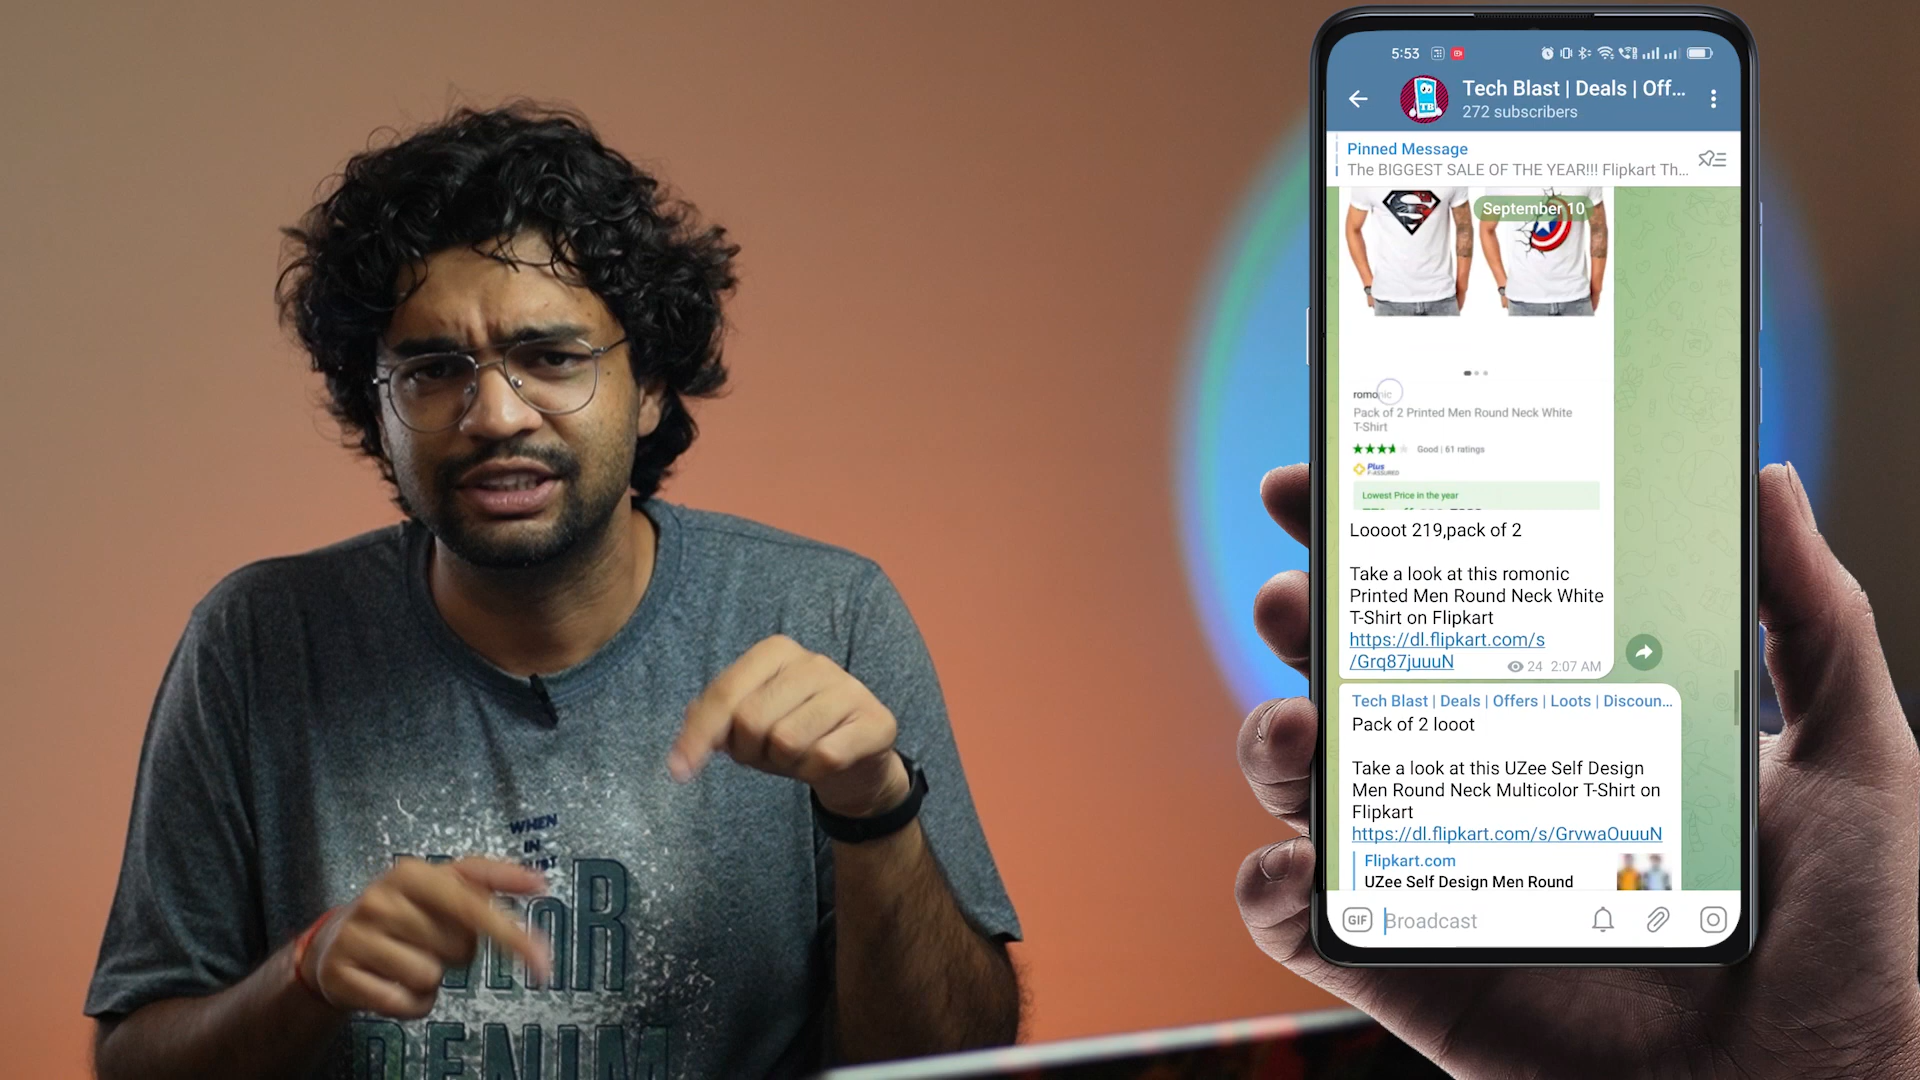 5:53
Tech Blast | Deals | Off...
272 subscribers
Pinned Message
The BIGGEST SALE OF THE YEAR!!! Flipkart Th...
September 10
romonic
Pack of 2 Printed Men Round Neck White
T-Shirt
Good | 61 ratings
Plus
F-ASSURED
Lowest Price in the year
Loooot 219,pack of 2
Take a look at this romonic
Printed Men Round Neck White
T-Shirt on Flipkart
https://dl.flipkart.com/s
/Grq87juuuN
24 2:07 AM
Tech Blast | Deals | Offers | Loots | Discoun...
Pack of 2 looot
Take a look at this UZee Self Design
Men Round Neck Multicolor T-Shirt on
Flipkart
https://dl.flipkart.com/s/GrvwaOuuuN
Flipkart.com
UZee Self Design Men Round
GIF Broadcast
TB
WHEN
IN
DENIM